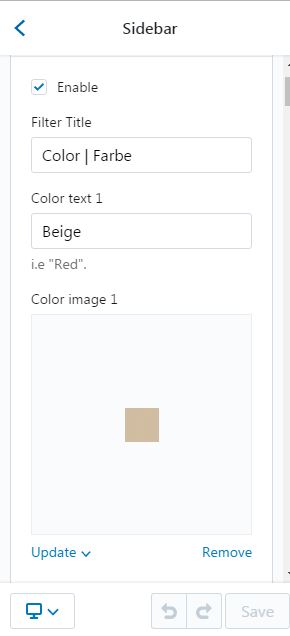 Sidebar
Enable
Filter Title
Color | Farbe
Color text 1
Beige
i.e "Red".
Color image 1
Update
Remove
Save